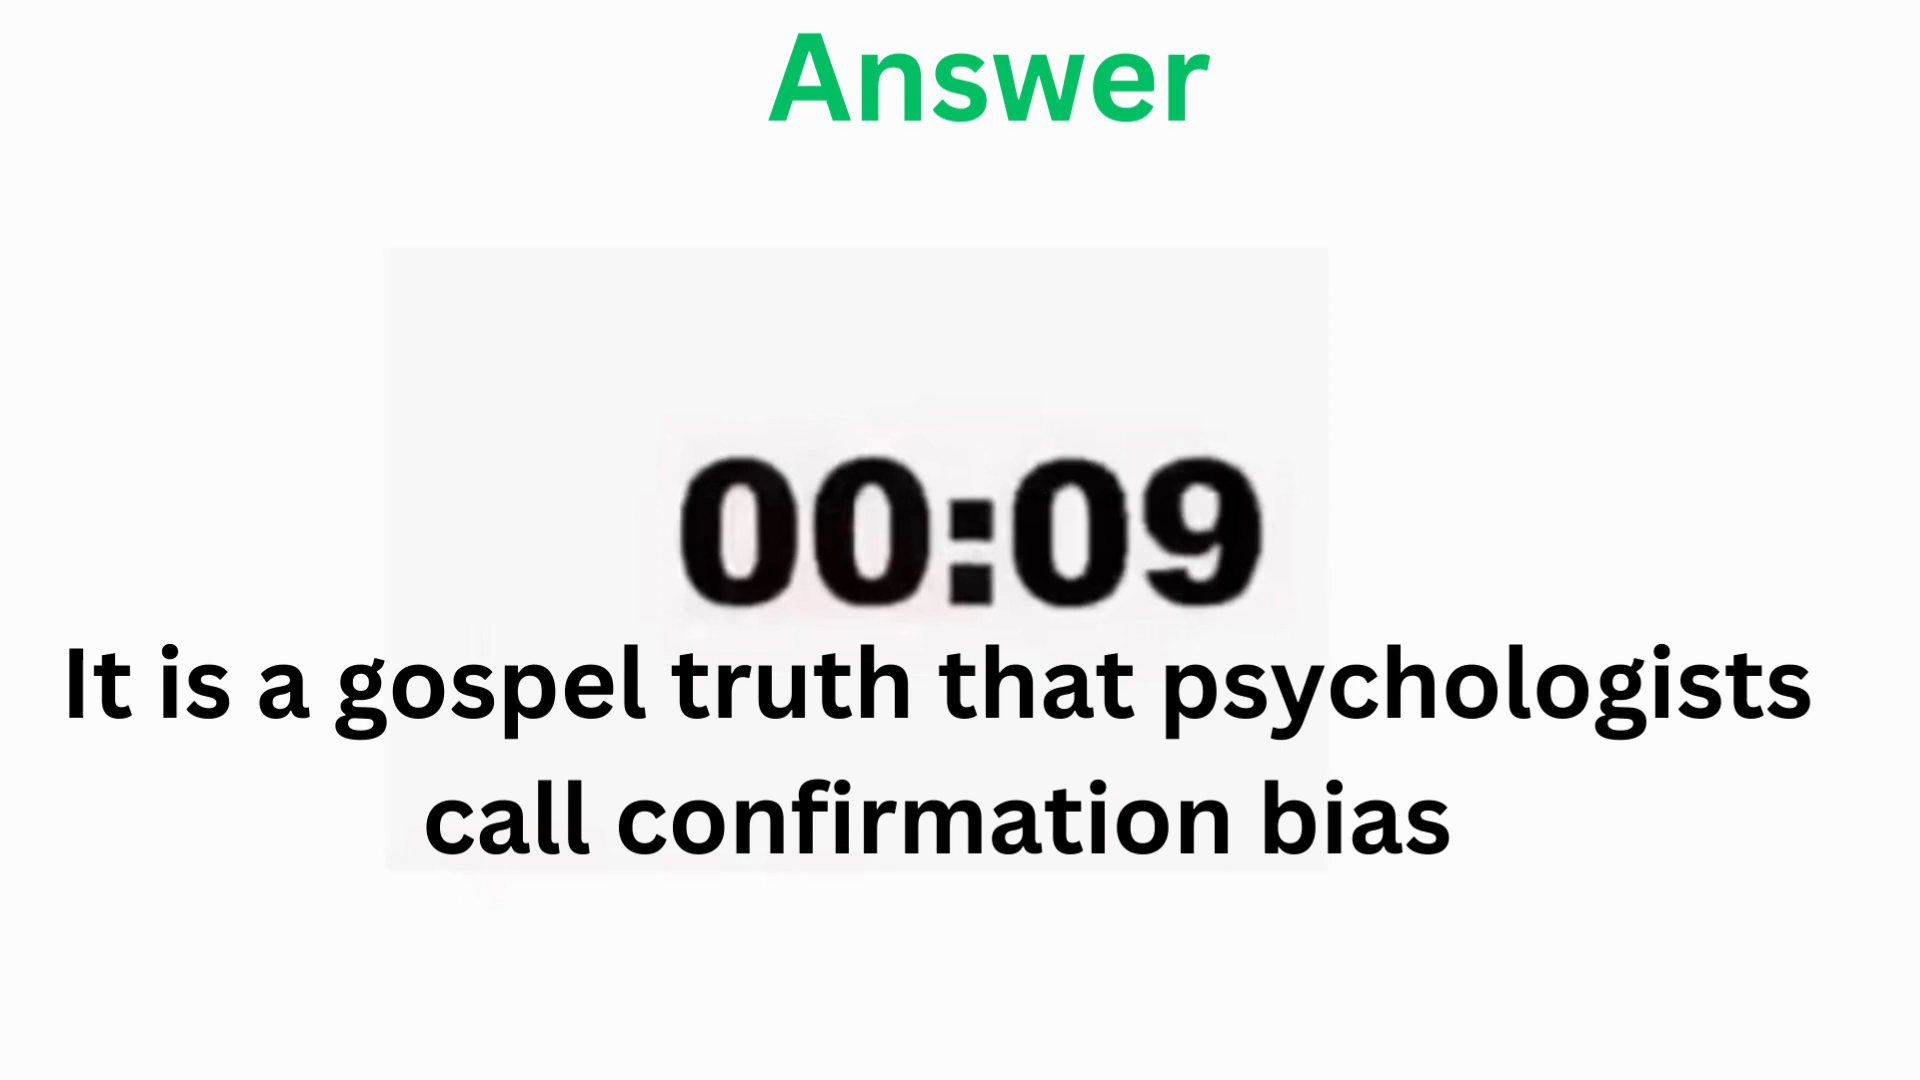 Answer
00:09
It is a gospel truth that psychologists
call confirmation bias